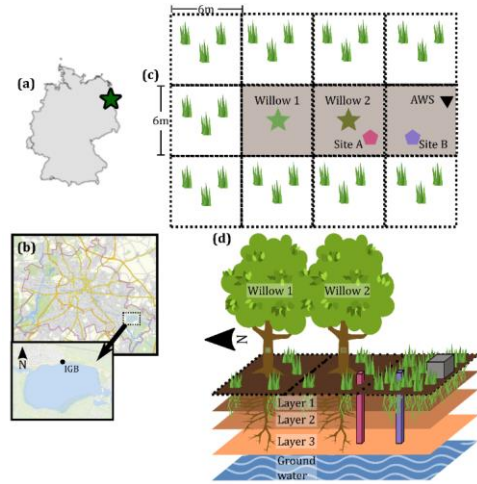 6m
(a)
(c)
6m
Willow 1
Willow 2
AWS
Site A
Site B
(b)
N
IGB
(d)
Willow 1
Willow 2
N
Layer 1
Layer 2
Layer 3
Ground
water